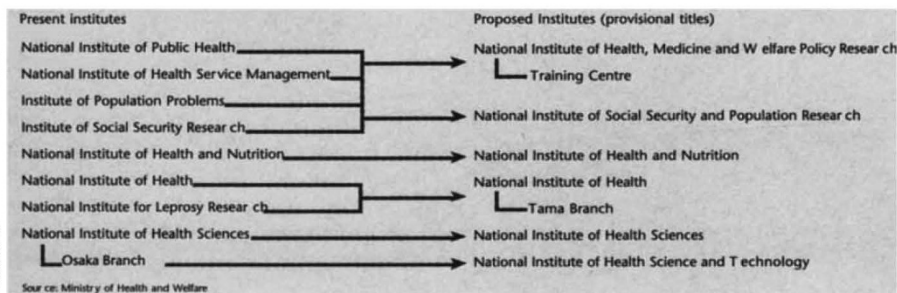 Present institutes
Proposed Institutes (provisional titles)
National Institute of Public Health
National Institute of Health, Medicine and W elfare Policy Resear ch
National Institute of Health Service Management
Training Centre
Institute of Population Problems
Institute of Social Security Resear ch
National Institute of Social Security and Population Resear ch
National Institute of Health and Nutrition
National Institute of Health and Nutrition
National Institute of Health
National Institute of Health
National Institute for Leprosy Resear ch
Tama Branch
National Institute of Health Sciences
National Institute of Health Sciences
Osaka Branch
National Institute of Health Science and T echnology
Sour ce: Ministry of Health and Welfare